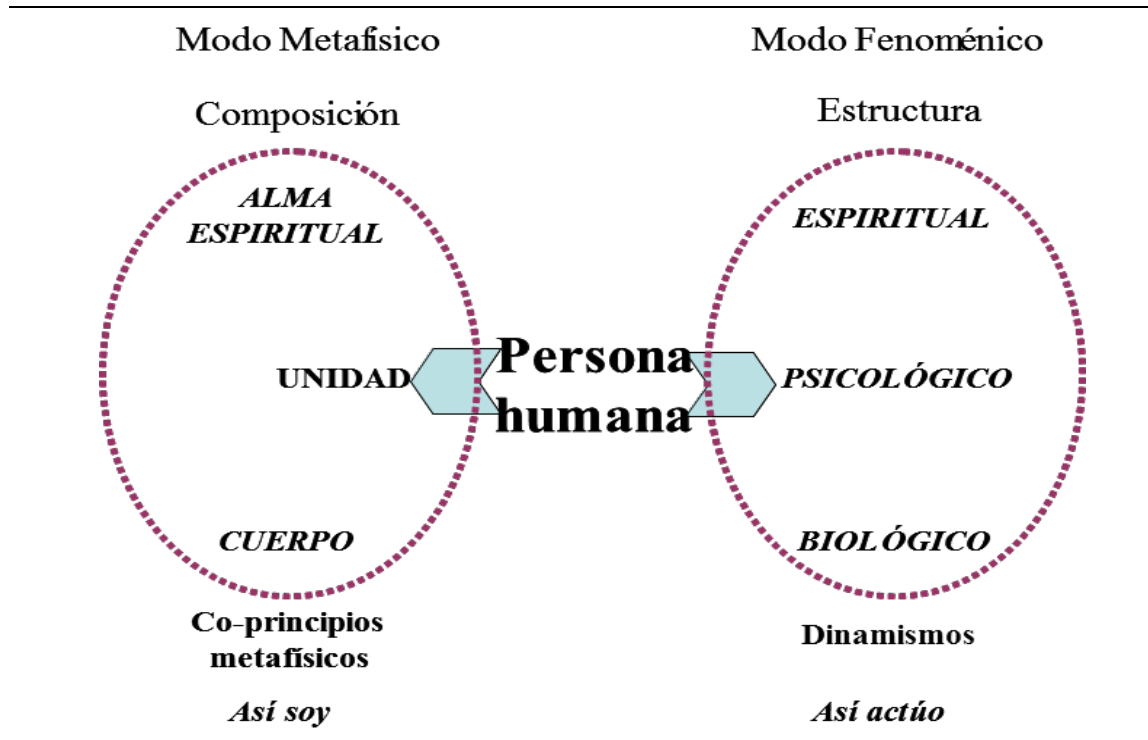 Modo Metafísico
Modo Fenoménico
Composición
Estructura
ALMA
ESPIRITUAL
ESPIRITUAL
UNIDAD
Persona
humana
PSICOLÓGICO
CUERPO
BIOLÓGICO
Co-principios
metafísicos
Dinamismos
Así soy
Así actúo